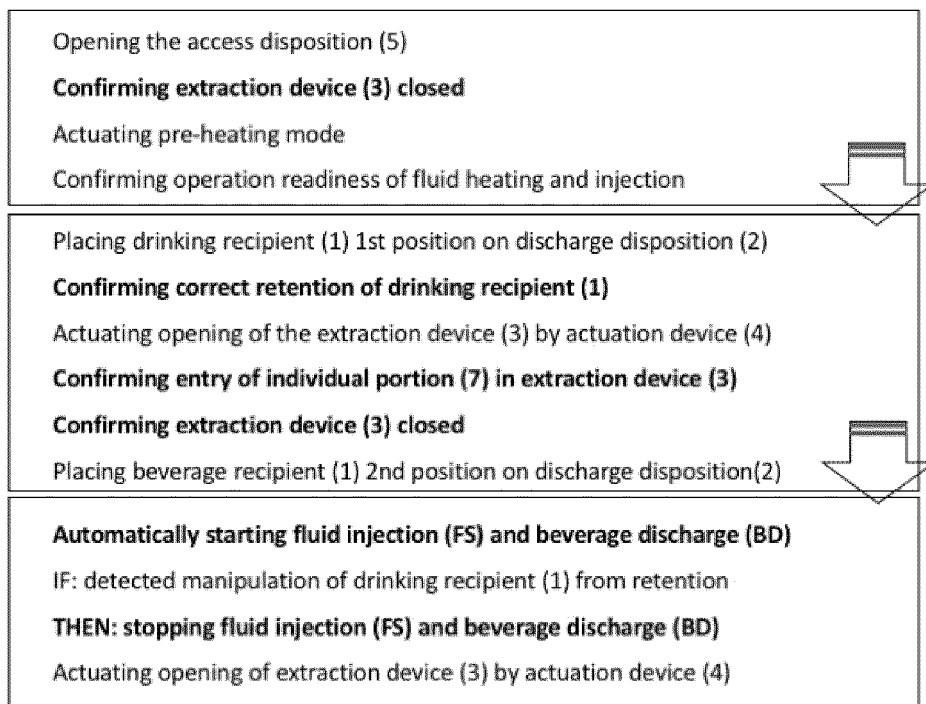 Opening the access disposition (5)
Confirming extraction device (3) closed
Actuating pre-heating mode
Confirming operation readiness of fluid heating and injection
Placing drinking recipient (1) 1st position on discharge disposition (2)
Confirming correct retention of drinking recipient (1)
Actuating opening of the extraction device (3) by actuation device (4)
Confirming entry of individual portion (7) in extraction device (3)
Confirming extraction device (3) closed
Placing beverage recipient (1) 2nd position on discharge disposition(2)
Automatically starting fluid injection (FS) and beverage discharge (BD)
IF: detected manipulation of drinking recipient (1) from retention
THEN: stopping fluid injection (FS) and beverage discharge (BD)
Actuating opening of extraction device (3) by actuation device (4)